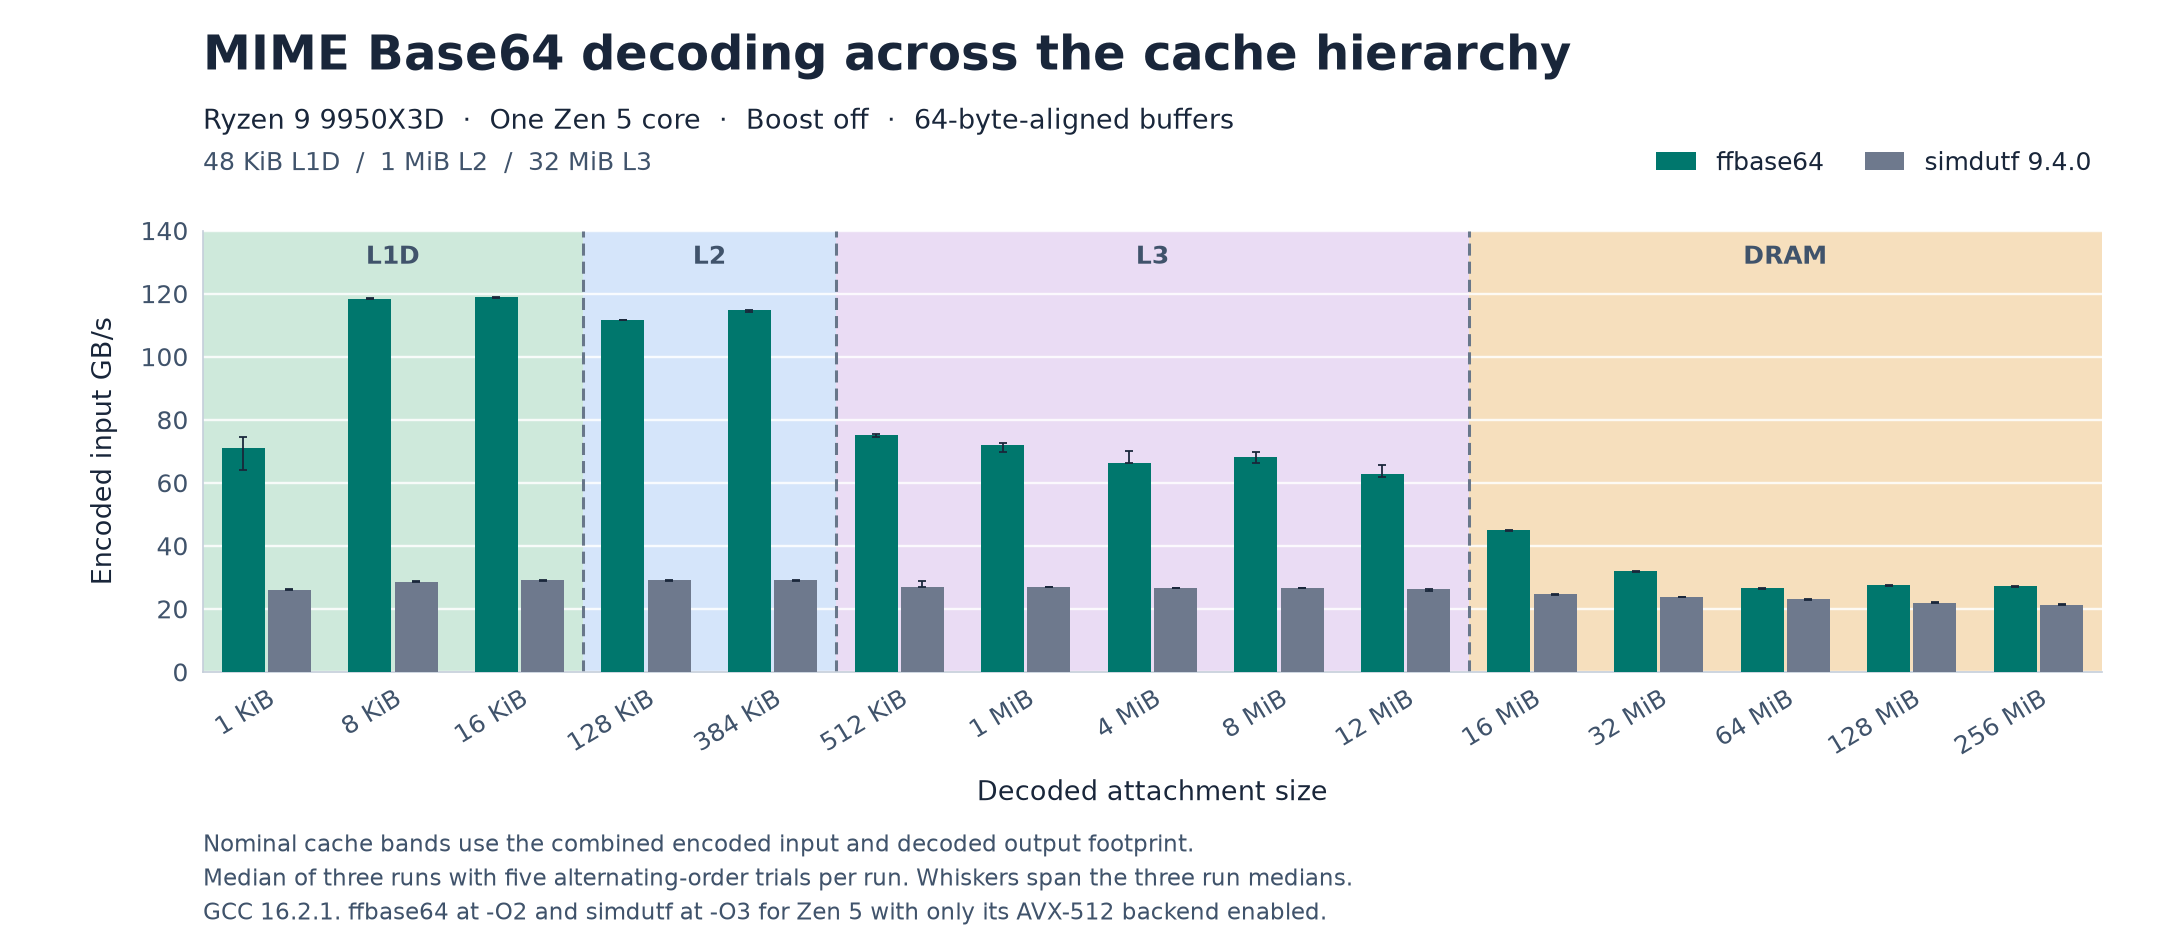 MIME Base64 decoding across the cache hierarchy
Ryzen 9 9950X3D · One Zen 5 core · Boost off · 64-byte-aligned buffers
48 KiB L1D / 1 MiB L2 / 32 MiB L3
ffbase64
simdutf 9.4.0
L1D
L2
L3
DRAM
Encoded input GB/s
140
120
100
80
60
40
20
0
1 KiB
8 KiB
16 KiB
128 KiB
384 KiB
512 KiB
1 MiB
4 MiB
8 MiB
12 MiB
16 MiB
32 MiB
64 MiB
128 MiB
256 MiB
Decoded attachment size
Nominal cache bands use the combined encoded input and decoded output footprint.
Median of three runs with five alternating-order trials per run. Whiskers span the three run medians.
GCC 16.2.1. ffbase64 at -O2 and simdutf at -O3 for Zen 5 with only its AVX-512 backend enabled.